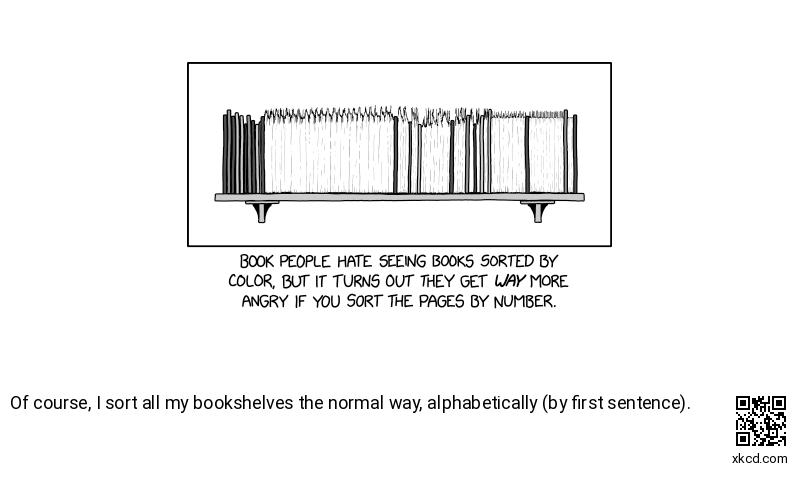 BOOK PEOPLE HATE SEEING BOOKS SORTED BY
COLOR, BUT IT TURNS OUT THEY GET WAY MORE
ANGRY IF YOU SORT THE PAGES BY NUMBER.
Of course, I sort all my bookshelves the normal way, alphabetically (by first sentence).
xkcd.com